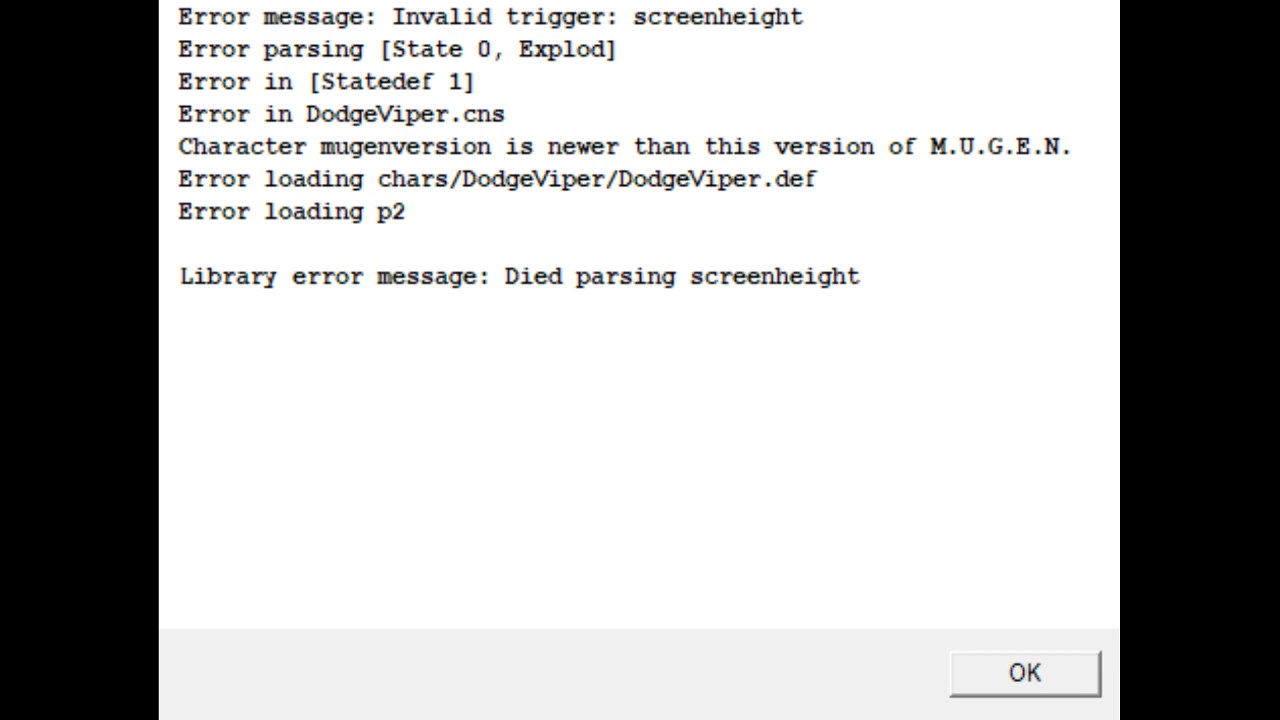 Error message: Invalid trigger: screenheight
Error parsing [State 0, Explod]
Error in [Statedef 1]
Error in DodgeViper.cns
Character mugenversion is newer than this version of M.U.G.E.N.
Error loading chars/DodgeViper/DodgeViper.def
Error loading p2
Library error message: Died parsing screenheight
OK